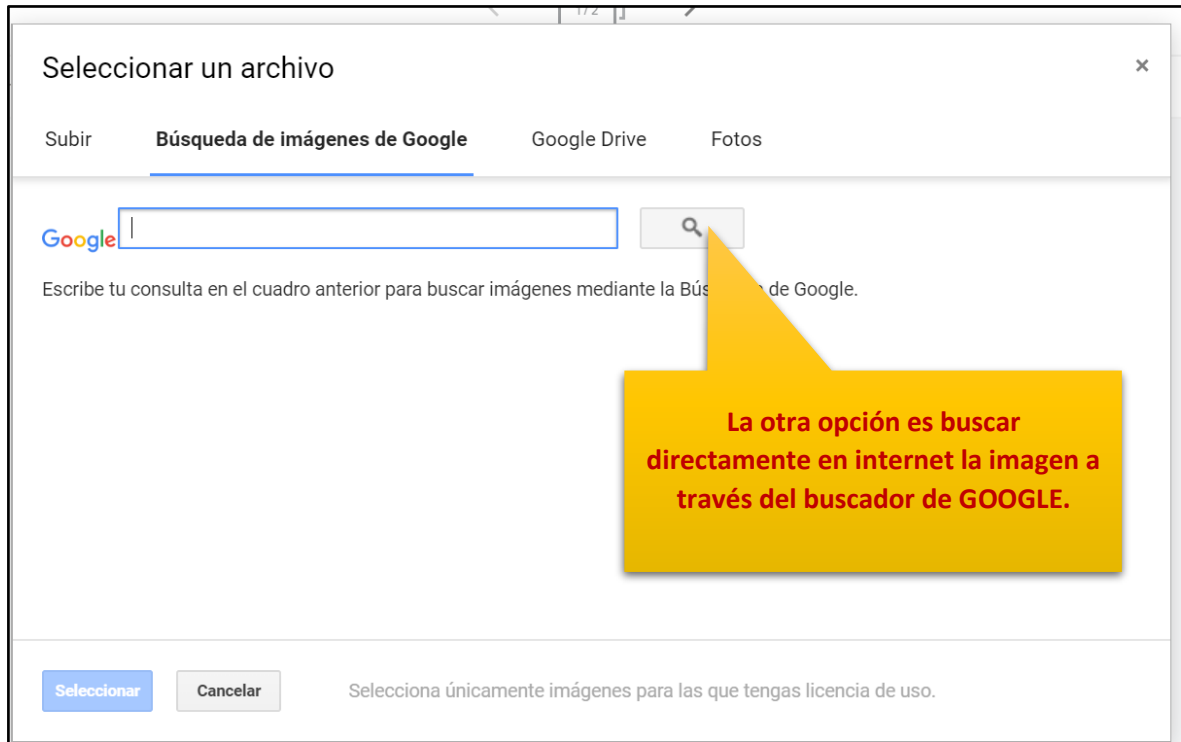 1 / 2
Seleccionar un archivo ×
Subir Búsqueda de imágenes de Google Google Drive Fotos
Google
Escribe tu consulta en el cuadro anterior para buscar imágenes mediante la Bús de Google.
La otra opción es buscar
directamente en internet la imagen a
través del buscador de GOOGLE.
Seleccionar Cancelar Selecciona únicamente imágenes para las que tengas licencia de uso.